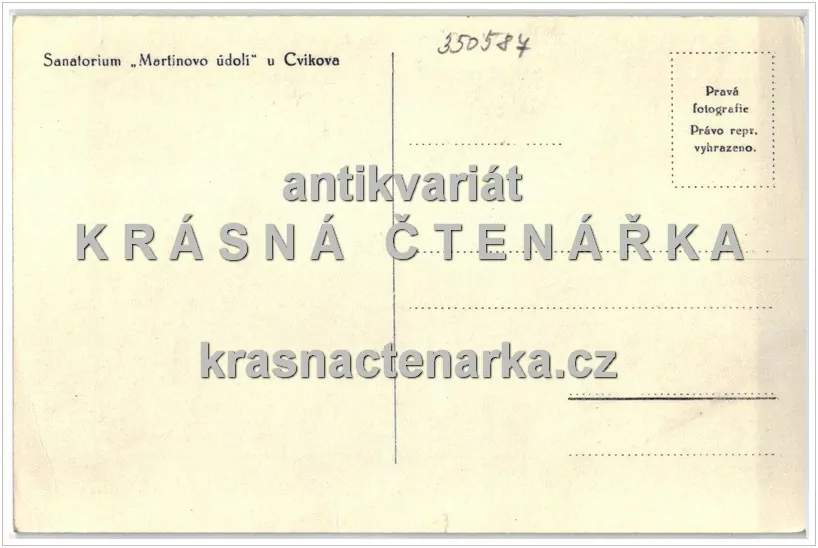 Sanatorium „Martinovo údolí“ u Cvikova
350587
Pravá
fotografie
Právo repr.
vyhrazeno.
antikvariát
KRÁSNÁ ČTENÁŘKA
krasnactenarka.cz